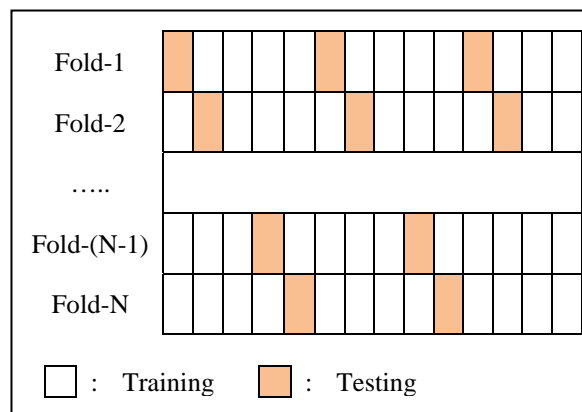 Fold-1
Fold-2
…..
Fold-(N-1)
Fold-N
: Training : Testing